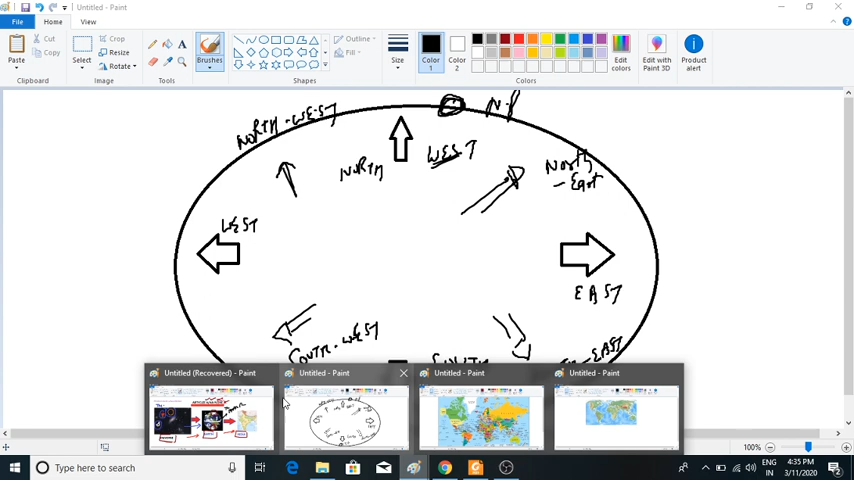 Untitled - Paint
File
Home
View
Paste
Cut
Copy
Clipboard
Select
Crop
Resize
Rotate
Image
Tools
Brushes
Shapes
Outline
Fill
Size
Color 1
Color 2
Colors
Edit colors
Edit with Paint 3D
Product alert
NORTH-WEST
N-P
NORTH
WEST
North
-East
WEST
EAST
SOUTH-WEST
EAST
Untitled (Recovered) - Paint
Untitled - Paint
Untitled - Paint
Untitled - Paint
100%
Type here to search
ENG
IN
4:35 PM
3/11/2020
2